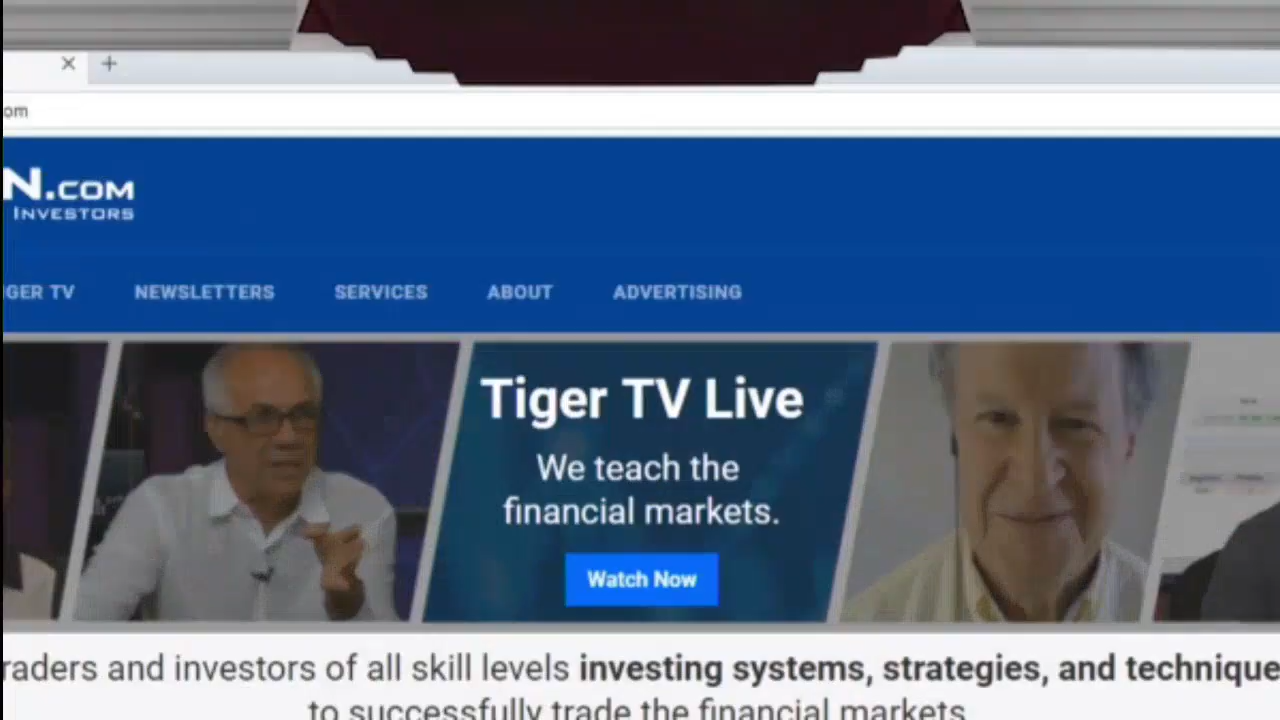 om
N.COM
INVESTORS
IGER TV NEWSLETTERS SERVICES ABOUT ADVERTISING
Tiger TV Live
We teach the
financial markets.
Watch Now
raders and investors of all skill levels investing systems, strategies, and technique
to successfully trade the financial markets